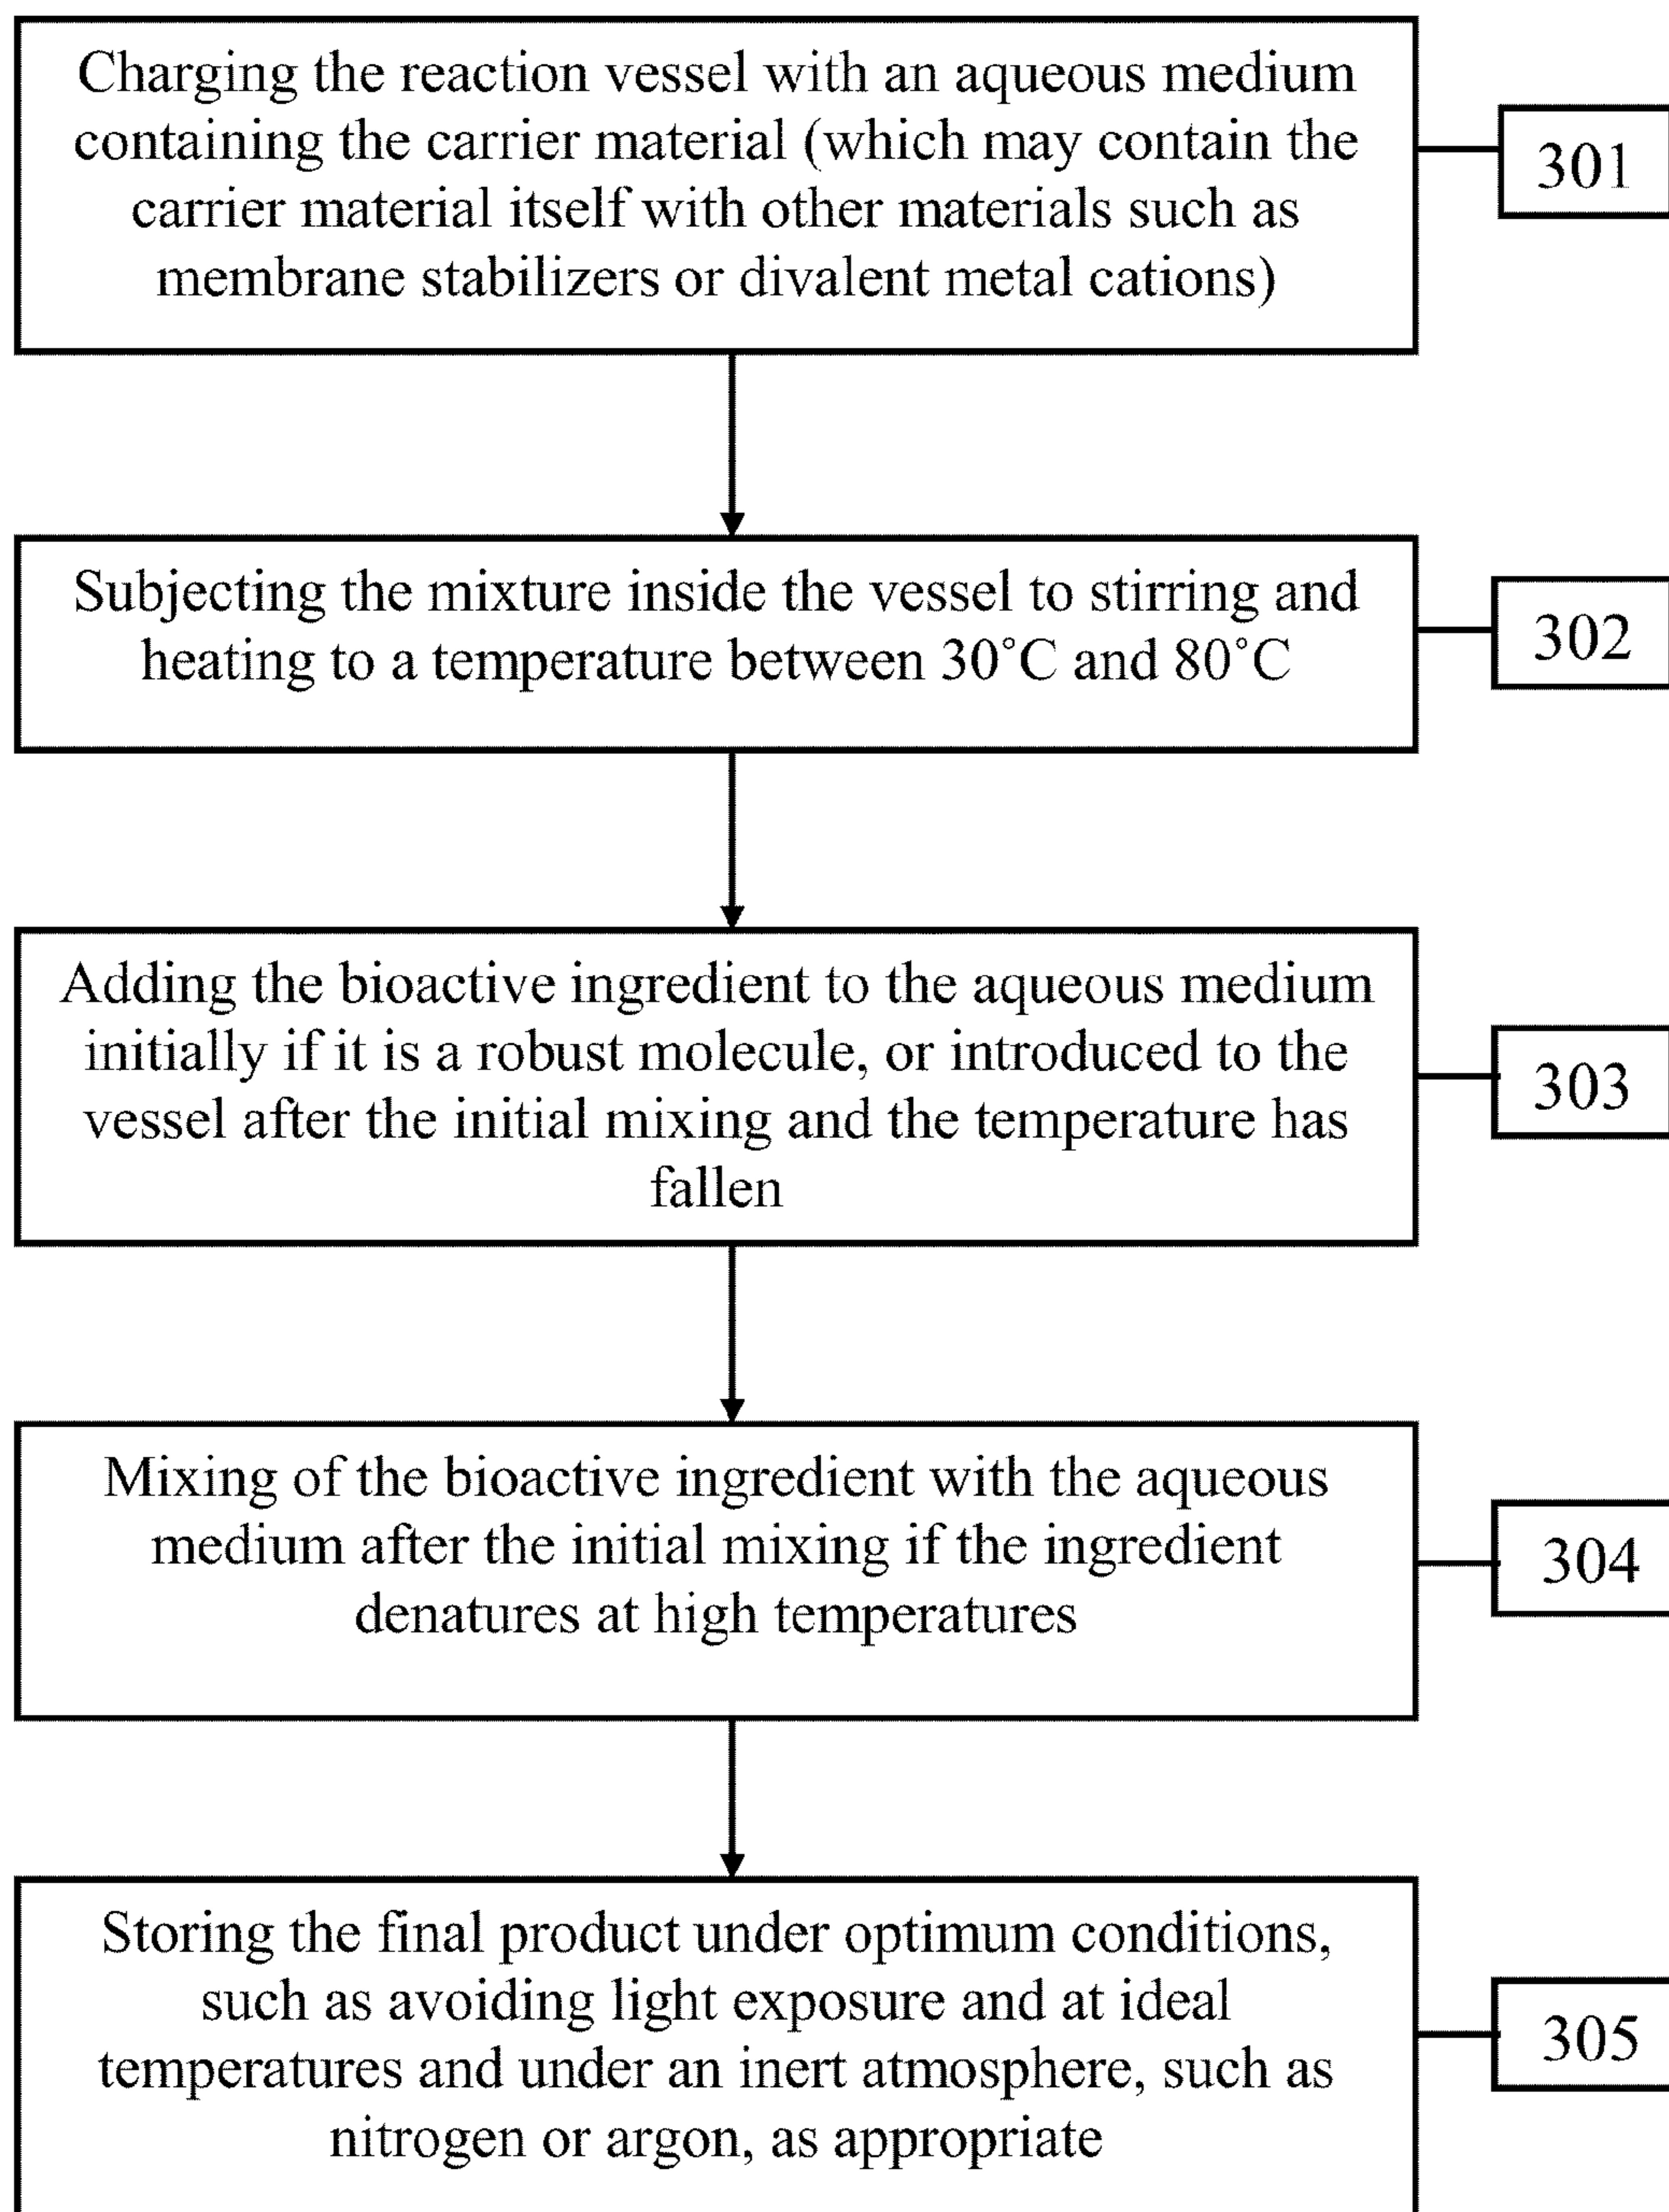 Charging the reaction vessel with an aqueous medium
containing the carrier material (which may contain the
carrier material itself with other materials such as
membrane stabilizers or divalent metal cations)
301
Subjecting the mixture inside the vessel to stirring and
heating to a temperature between 30°C and 80°C
302
Adding the bioactive ingredient to the aqueous medium
initially if it is a robust molecule, or introduced to the
vessel after the initial mixing and the temperature has
fallen
303
Mixing of the bioactive ingredient with the aqueous
medium after the initial mixing if the ingredient
denatures at high temperatures
304
Storing the final product under optimum conditions,
such as avoiding light exposure and at ideal
temperatures and under an inert atmosphere, such as
nitrogen or argon, as appropriate
305